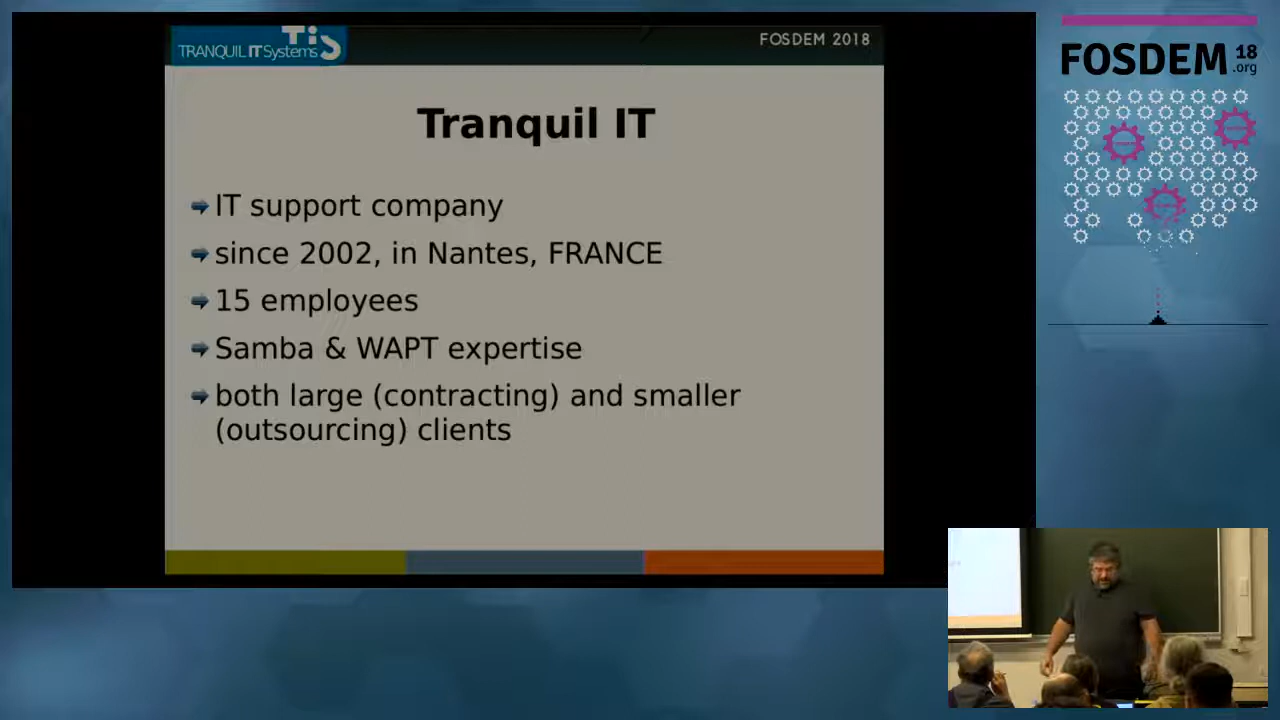 TRANQUIL IT Systems TiS
FOSDEM 2018
Tranquil IT
IT support company
since 2002, in Nantes, FRANCE
15 employees
Samba & WAPT expertise
both large (contracting) and smaller
(outsourcing) clients
FOSDEM 18
.org